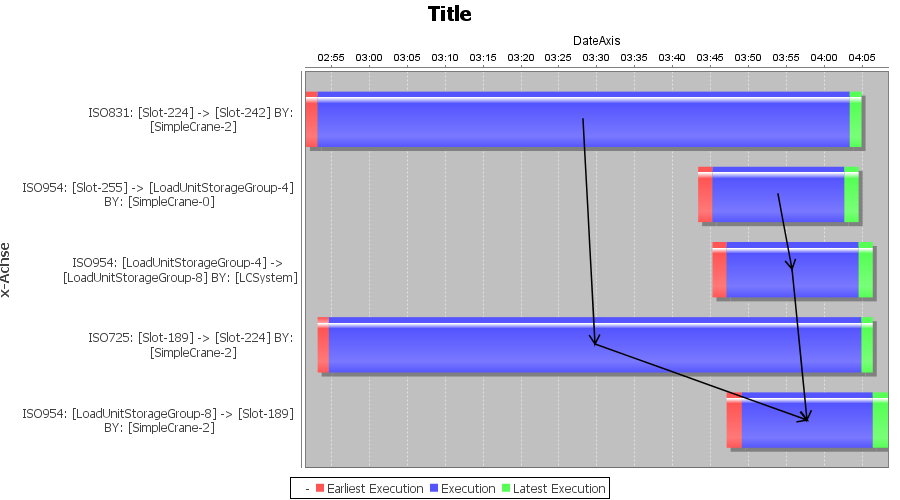 Title
DateAxis
02:55 03:00 03:05 03:10 03:15 03:20 03:25 03:30 03:35 03:40 03:45 03:50 03:55 04:00 04:05
x-Achse
ISO831: [Slot-224] -> [Slot-242] BY:
[SimpleCrane-2]
ISO954: [Slot-255] -> [LoadUnitStorageGroup-4]
BY: [SimpleCrane-0]
ISO954: [LoadUnitStorageGroup-4] ->
[LoadUnitStorageGroup-8] BY: [LCSystem]
ISO725: [Slot-189] -> [Slot-224] BY:
[SimpleCrane-2]
ISO954: [LoadUnitStorageGroup-8] -> [Slot-189]
BY: [SimpleCrane-2]
- Earliest Execution Execution Latest Execution